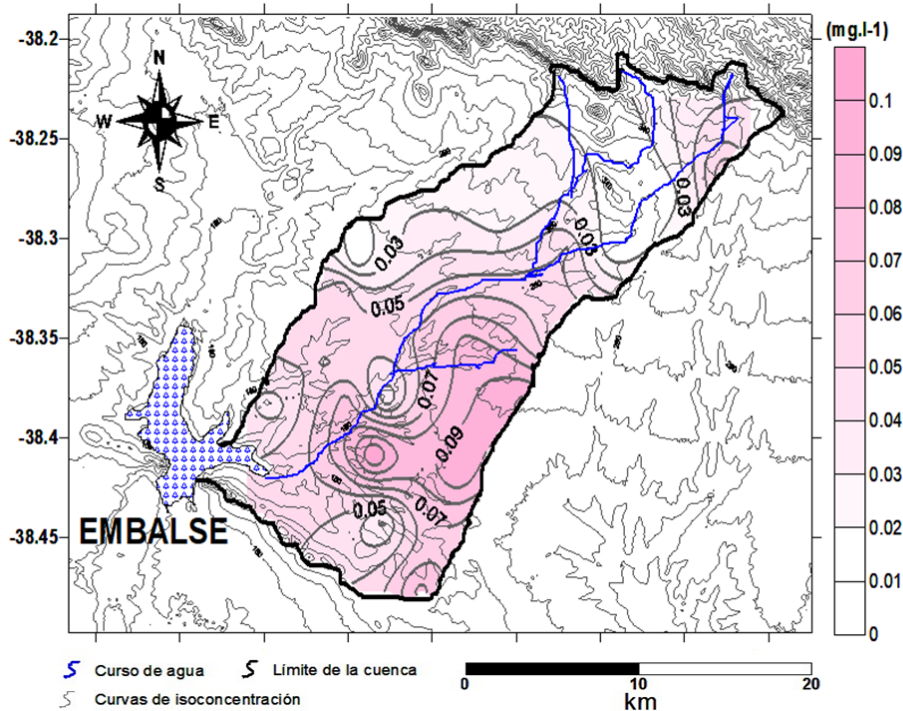 (mg.l-1)
-38.2
-38.25
-38.3
-38.35
-38.4
-38.45
N
W E
S
0.03
0.03
0.03
0.05
0.07
0.09
0.07
0.05
EMBALSE
0.1
0.09
0.08
0.07
0.06
0.05
0.04
0.03
0.02
0.01
0
Curso de agua
Límite de la cuenca
Curvas de isoconcentración
0 10 20
km